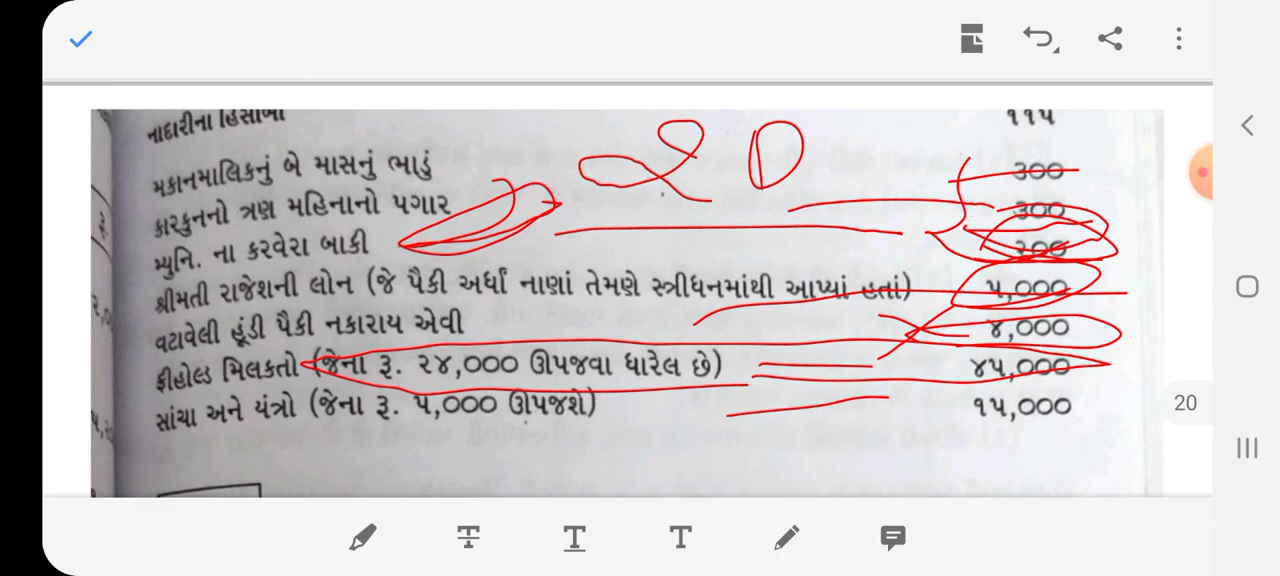 નાદારીના હિસાબો ૧૧૫
મકાનમાલિકનું બે માસનું ભાડું ૩૦૦
કારકુનનો ત્રણ મહિનાનો પગાર ૩૦૦
મ્યુનિ. ના કરવેરા બાકી ૨૦૦
શ્રીમતી રાજેશની લોન (જે પૈકી અર્ધાં નાણાં તેમણે સ્ત્રીધનમાંથી આપ્યાં હતાં) ૫,૦૦૦
વટાવેલી હૂંડી પૈકી નકારાય એવી ૪,૦૦૦
ફ્રીહોલ્ડ મિલકતો (જેના રૂ. ૨૪,૦૦૦ ઊપજવા ધારેલ છે) ૪૫,૦૦૦
સાંચા અને યંત્રો (જેના રૂ. ૫,૦૦૦ ઊપજશે) ૧૫,૦૦૦
20